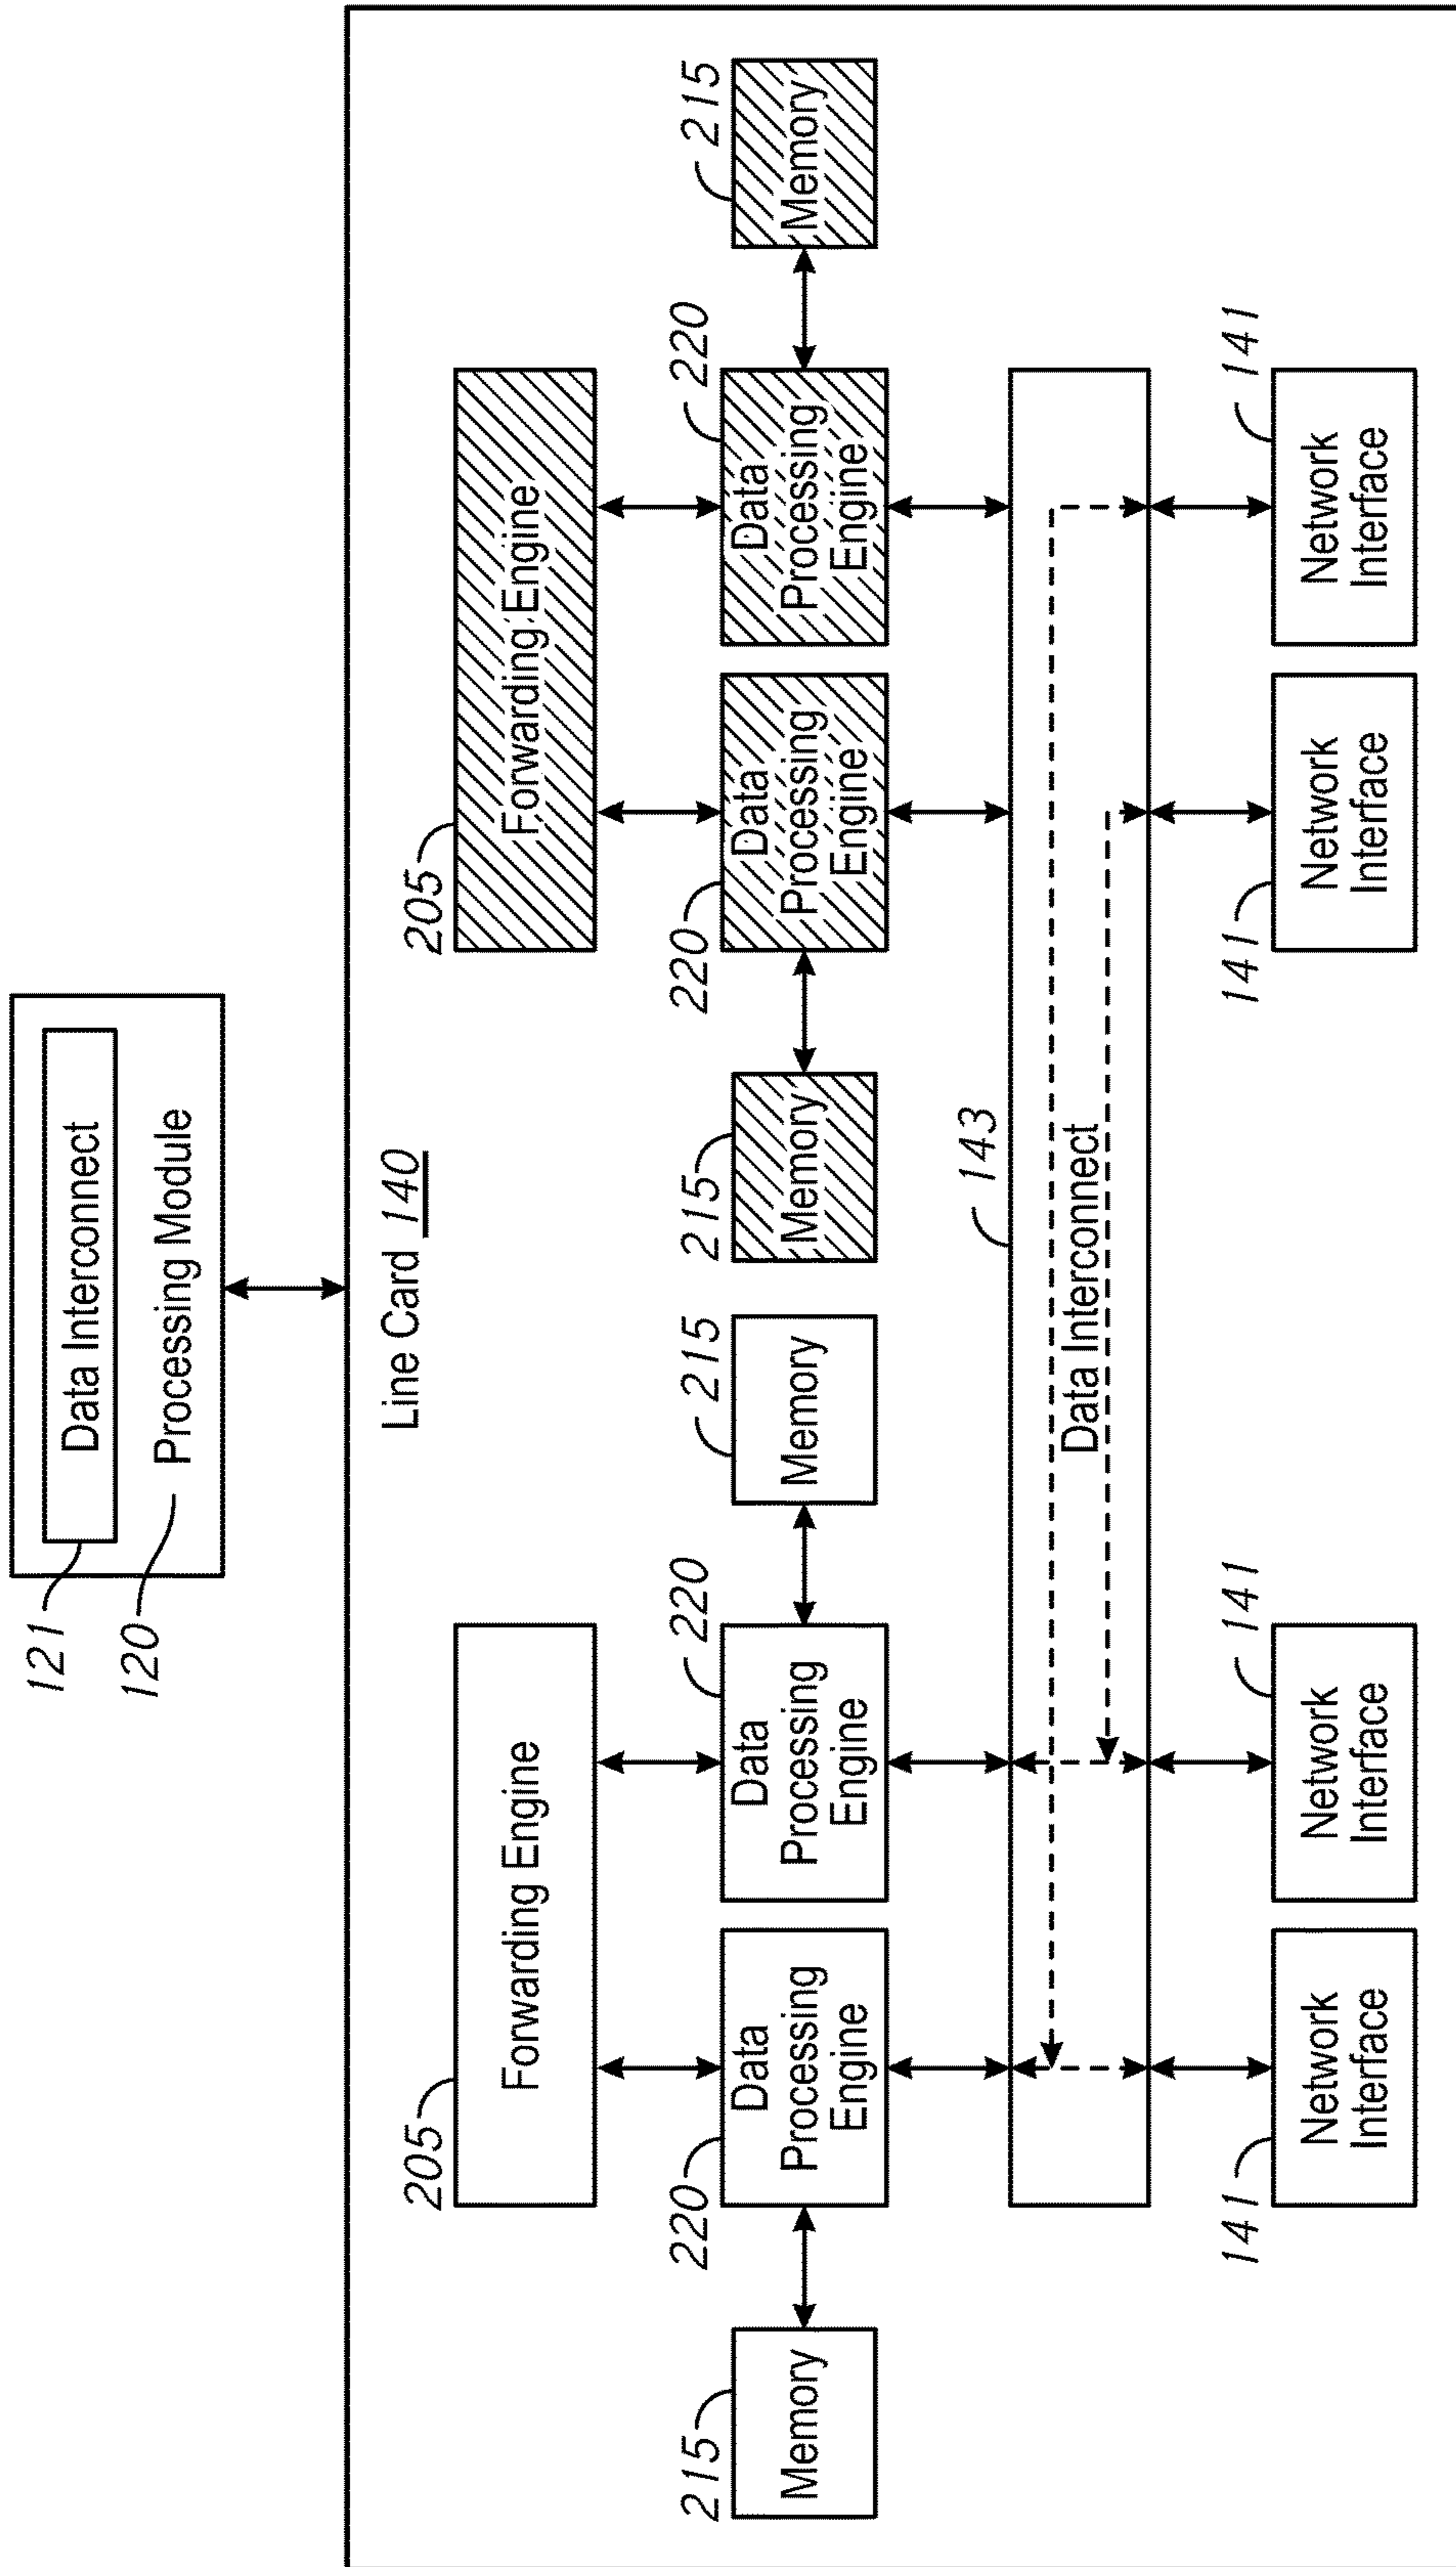 121
Data Interconnect
120
Processing Module
Line Card 140
205
Forwarding Engine
205
Forwarding Engine
215
Memory
220
Data
Processing
Engine
220
Data
Processing
Engine
215
Memory
215
Memory
220
Data
Processing
Engine
220
Data
Processing
Engine
215
Memory
143
Data Interconnect
141
Network
Interface
141
Network
Interface
141
Network
Interface
141
Network
Interface